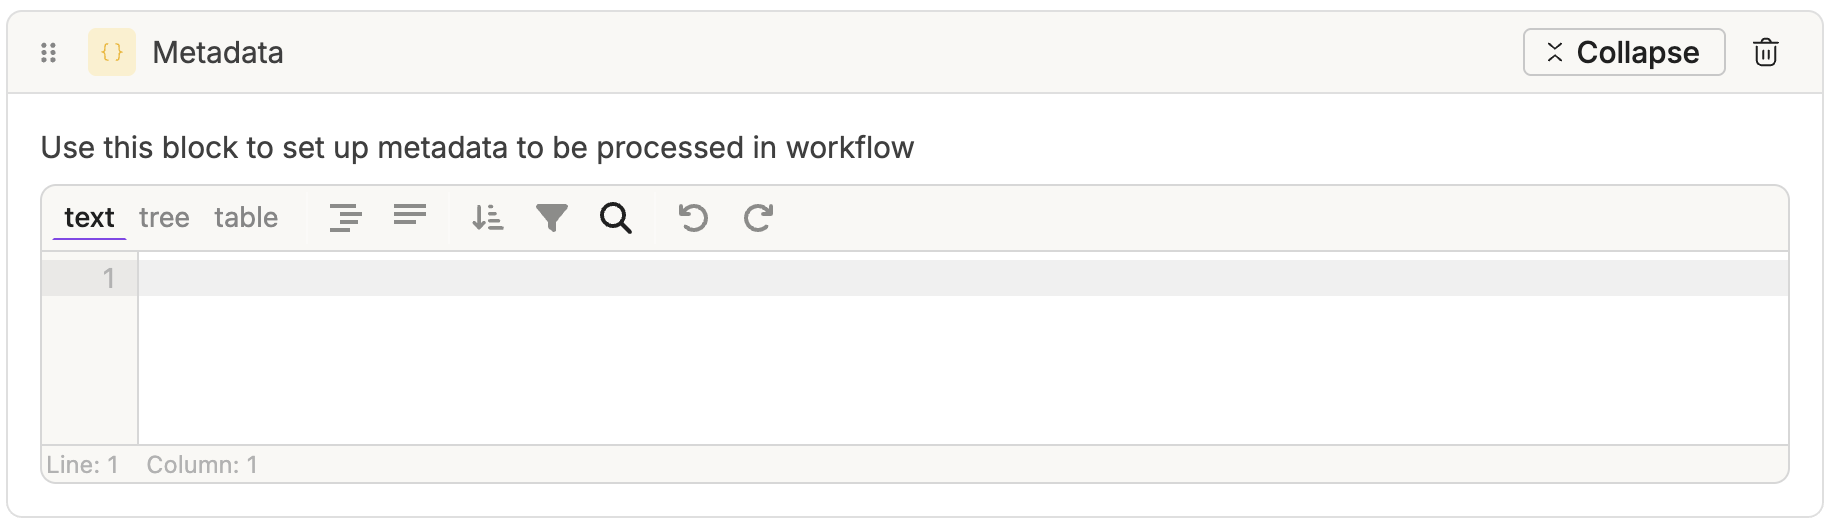 { } Metadata Collapse
Use this block to set up metadata to be processed in workflow
text tree table
1
Line: 1 Column: 1